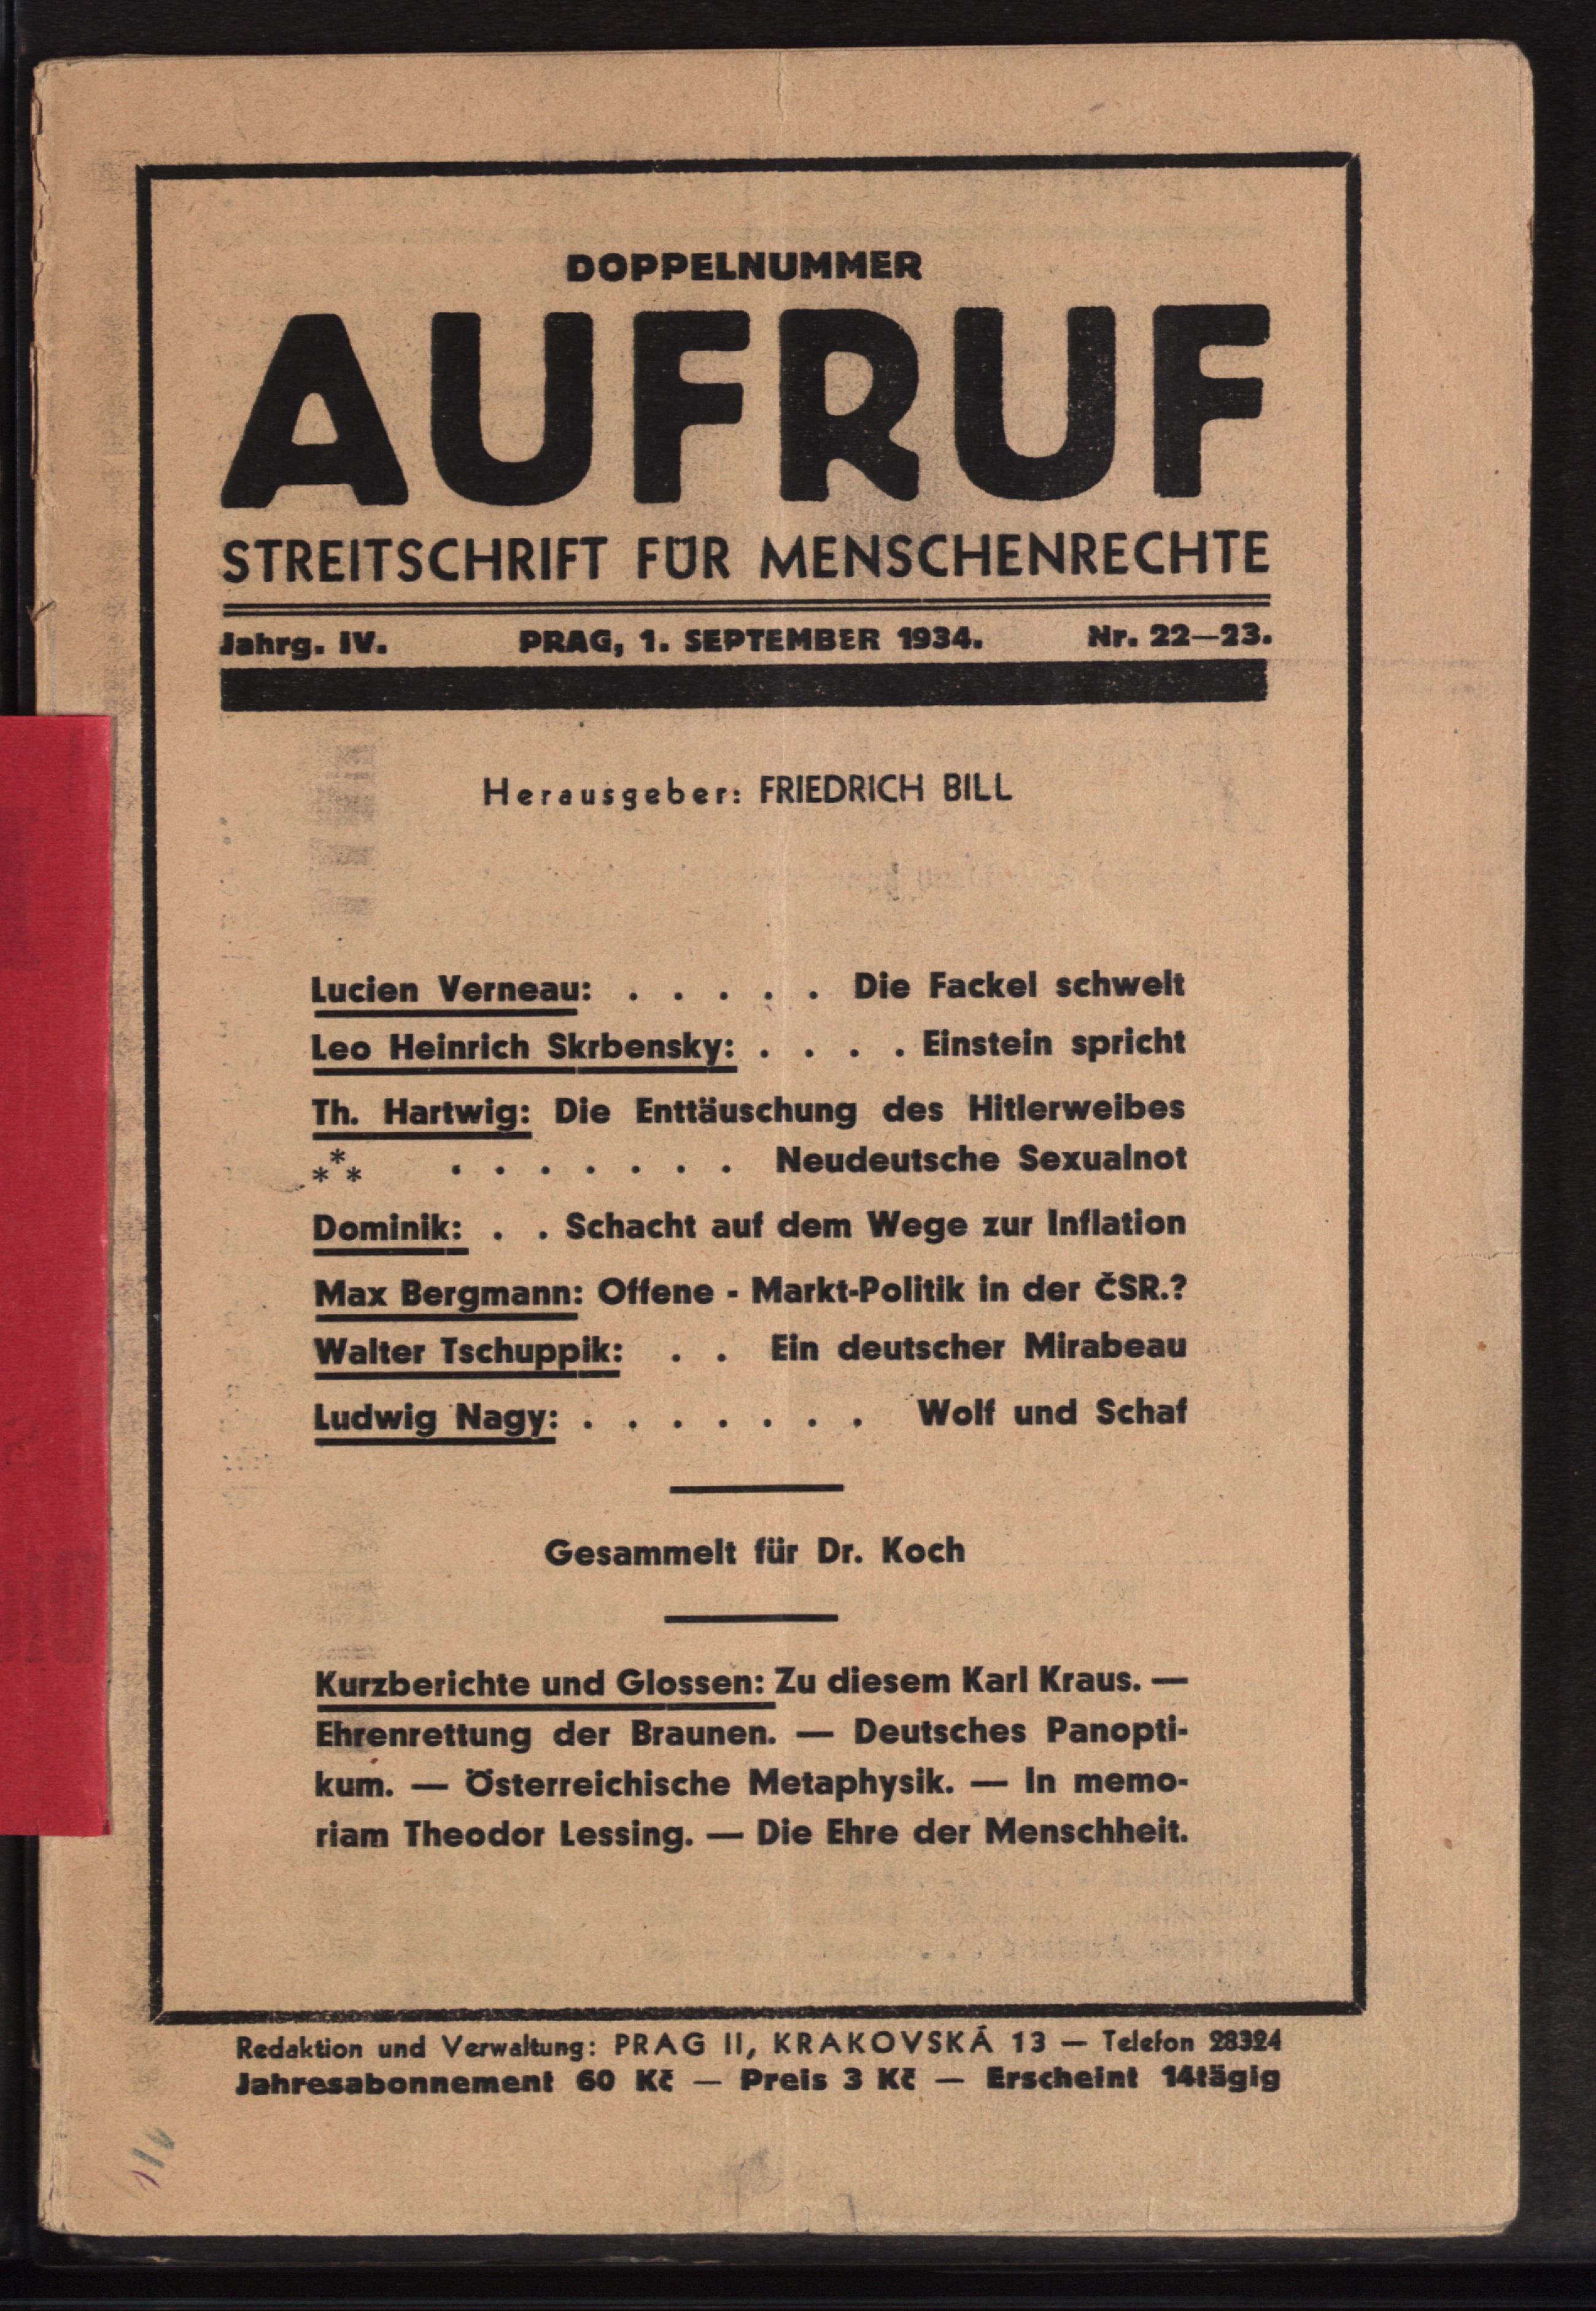 DOPPELNUMMER
AUFRUF
STREITSCHRIFT FÜR MENSCHENRECHTE
Jahrg. IV. PRAG, 1. SEPTEMBER 1934. Nr. 22—23.
Herausgeber: FRIEDRICH BILL
Lucien Verneau: . . . . . Die Fackel schwelt
Leo Heinrich Skrbensky: . . . . Einstein spricht
Th. Hartwig: Die Enttäuschung des Hitlerweibes
*** . . . . . . . Neudeutsche Sexualnot
Dominik: . . Schacht auf dem Wege zur Inflation
Max Bergmann: Offene - Markt-Politik in der ČSR.?
Walter Tschuppik: . . Ein deutscher Mirabeau
Ludwig Nagy: . . . . . . . Wolf und Schaf
Gesammelt für Dr. Koch
Kurzberichte und Glossen: Zu diesem Karl Kraus. —
Ehrenrettung der Braunen. — Deutsches Panopti-
kum. — Österreichische Metaphysik. — In memo-
riam Theodor Lessing. — Die Ehre der Menschheit.
Redaktion und Verwaltung: PRAG II, KRAKOVSKÁ 13 — Telefon 28324
Jahresabonnement 60 Kč — Preis 3 Kč — Erscheint 14tägig